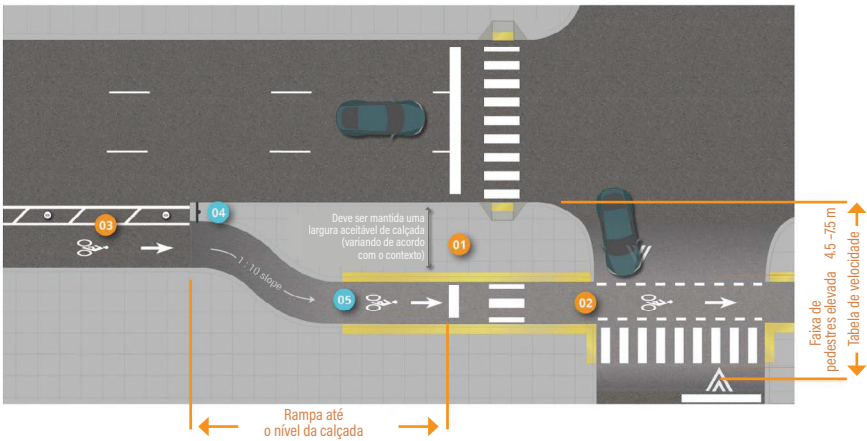 04
03
Deve ser mantida uma
largura aceitável de calçada
(variando de acordo
com o contexto)
01
1 : 10 slope
05
02
Faixa de
pedestres elevada 4,5 –7,5 m
Tabela de velocidade
Rampa até
o nível da calçada